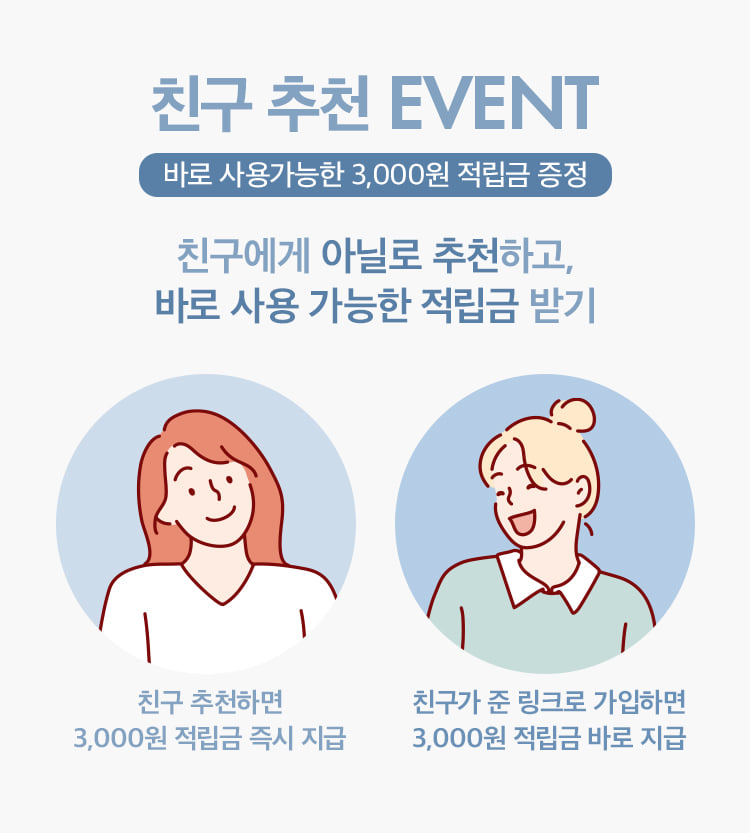 친구 추천 EVENT
바로 사용가능한 3,000원 적립금 증정
친구에게 아닐로 추천하고,
바로 사용 가능한 적립금 받기
친구 추천하면
3,000원 적립금 즉시 지급
친구가 준 링크로 가입하면
3,000원 적립금 바로 지급